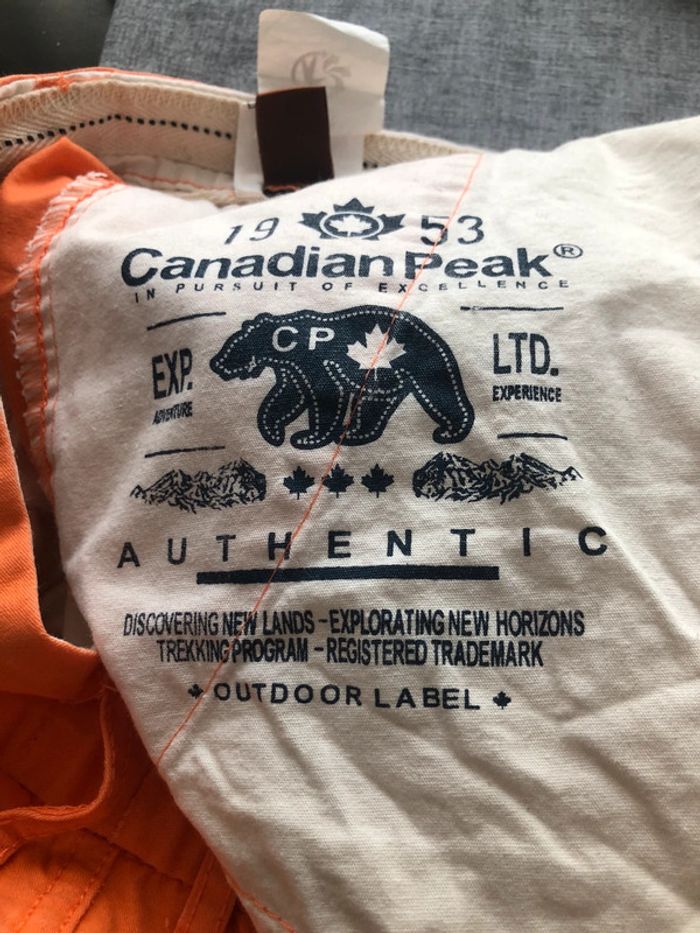 19 53
Canadian Peak®
IN PURSUIT OF EXCELLENCE
EXP.
ADVENTURE
CP
LTD.
EXPERIENCE
AUTHENTIC
DISCOVERING NEW LANDS - EXPLORATING NEW HORIZONS
TREKKING PROGRAM - REGISTERED TRADEMARK
OUTDOOR LABEL